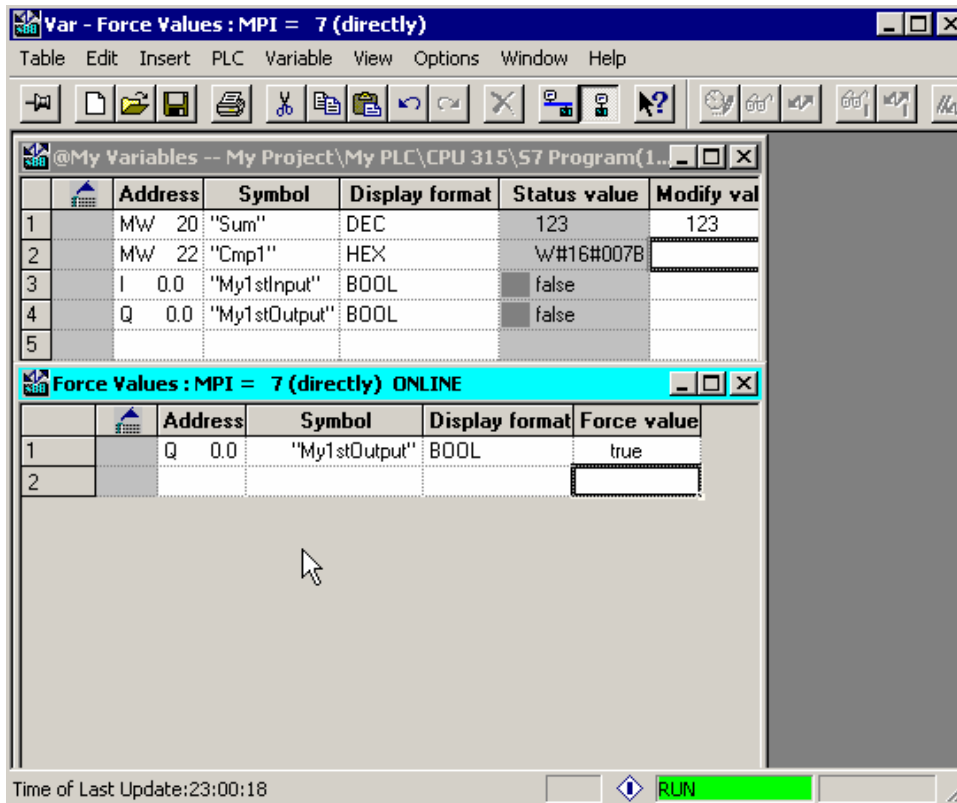 Var - Force Values : MPI = 7 (directly)
Table Edit Insert PLC Variable View Options Window Help
@My Variables -- My Project\My PLC\CPU 315\S7 Program(1...
Address Symbol Display format Status value Modify val
1 MW 20 "Sum" DEC 123 123
2 MW 22 "Cmp1" HEX W#16#007B
3 I 0.0 "My1stInput" BOOL false
4 Q 0.0 "My1stOutput" BOOL false
5
Force Values : MPI = 7 (directly) ONLINE
Address Symbol Display format Force value
1 Q 0.0 "My1stOutput" BOOL true
2
Time of Last Update:23:00:18 RUN